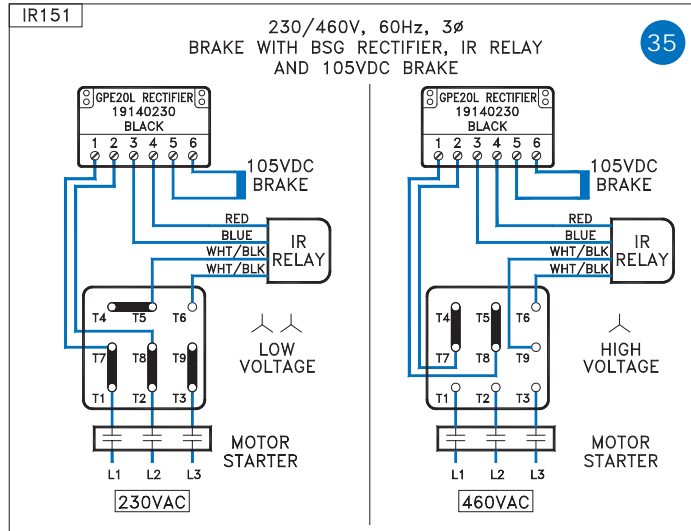 IR151
230/460V, 60Hz, 3ø
BRAKE WITH BSG RECTIFIER, IR RELAY
AND 105VDC BRAKE
35
GPE20L RECTIFIER
19140230
BLACK
1 2 3 4 5 6
105VDC
BRAKE
RED
BLUE
WHT/BLK
WHT/BLK
IR
RELAY
T4 T5 T6
T7 T8 T9
T1 T2 T3
LOW
VOLTAGE
MOTOR
STARTER
L1 L2 L3
230VAC
GPE20L RECTIFIER
19140230
BLACK
1 2 3 4 5 6
105VDC
BRAKE
RED
BLUE
WHT/BLK
WHT/BLK
IR
RELAY
T4 T5 T6
T7 T8 T9
T1 T2 T3
HIGH
VOLTAGE
MOTOR
STARTER
L1 L2 L3
460VAC